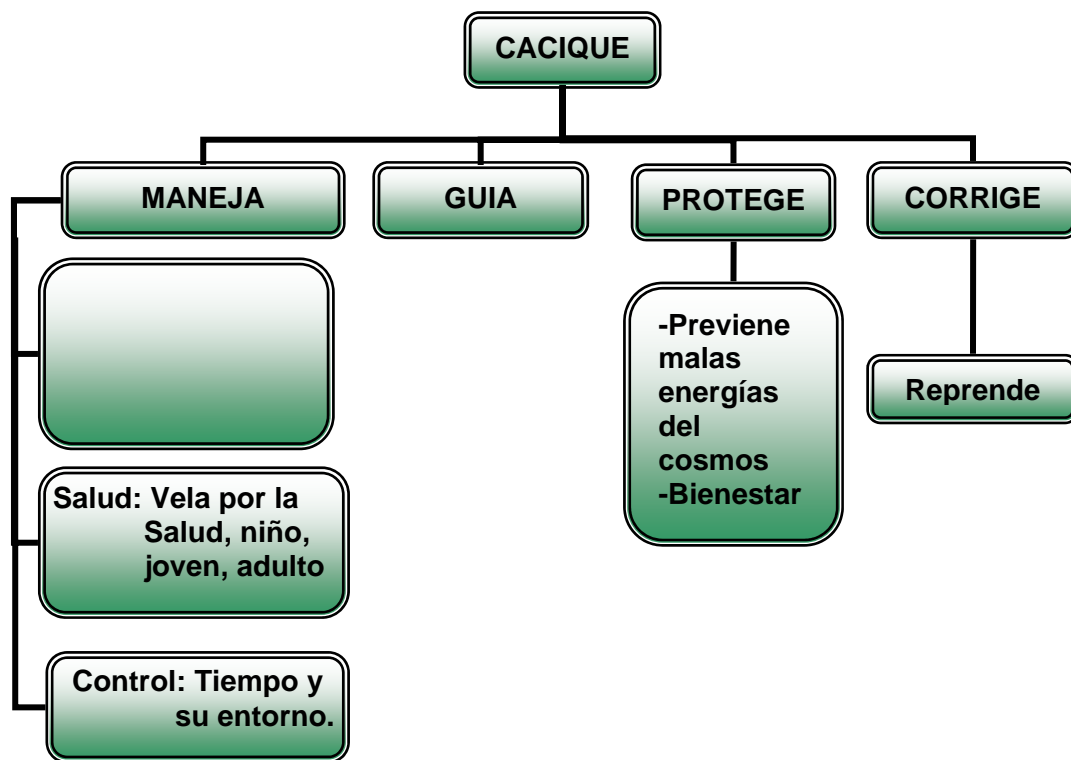 CACIQUE
MANEJA
GUIA
PROTEGE
CORRIGE
-Previene
malas
energías
del
cosmos
-Bienestar
Reprende
Salud: Vela por la
Salud, niño,
joven, adulto
Control: Tiempo y
su entorno.